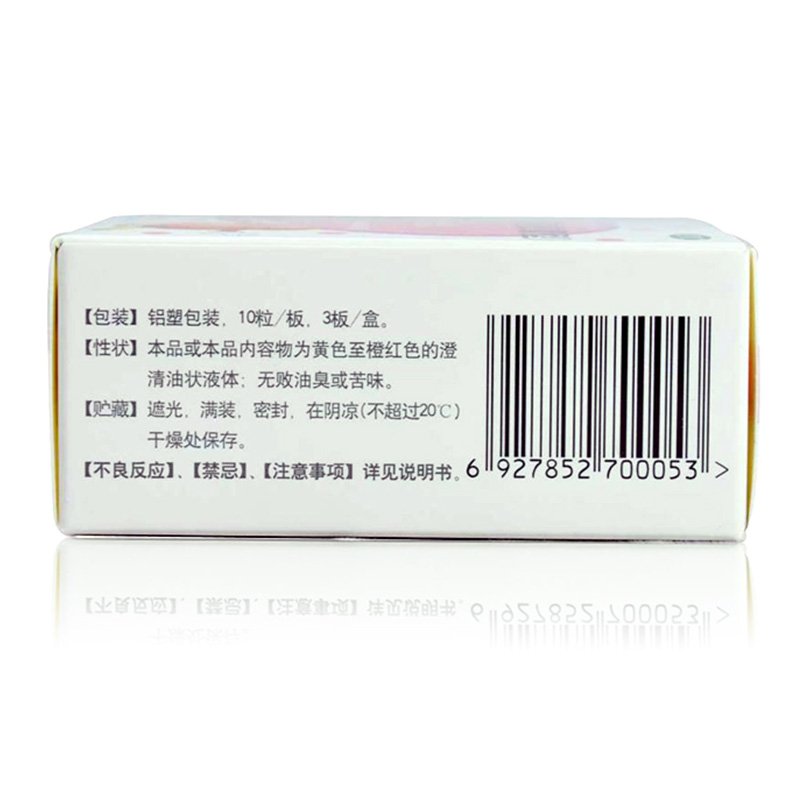 【包装】铝塑包装，10粒/板，3板/盒。
【性状】本品或本品内容物为黄色至橙红色的澄
清油状液体；无败油臭或苦味。
【贮藏】遮光，满装，密封，在阴凉(不超过20℃)
干燥处保存。
【不良反应】、【禁忌】、【注意事项】详见说明书。
6 927852 700053 >